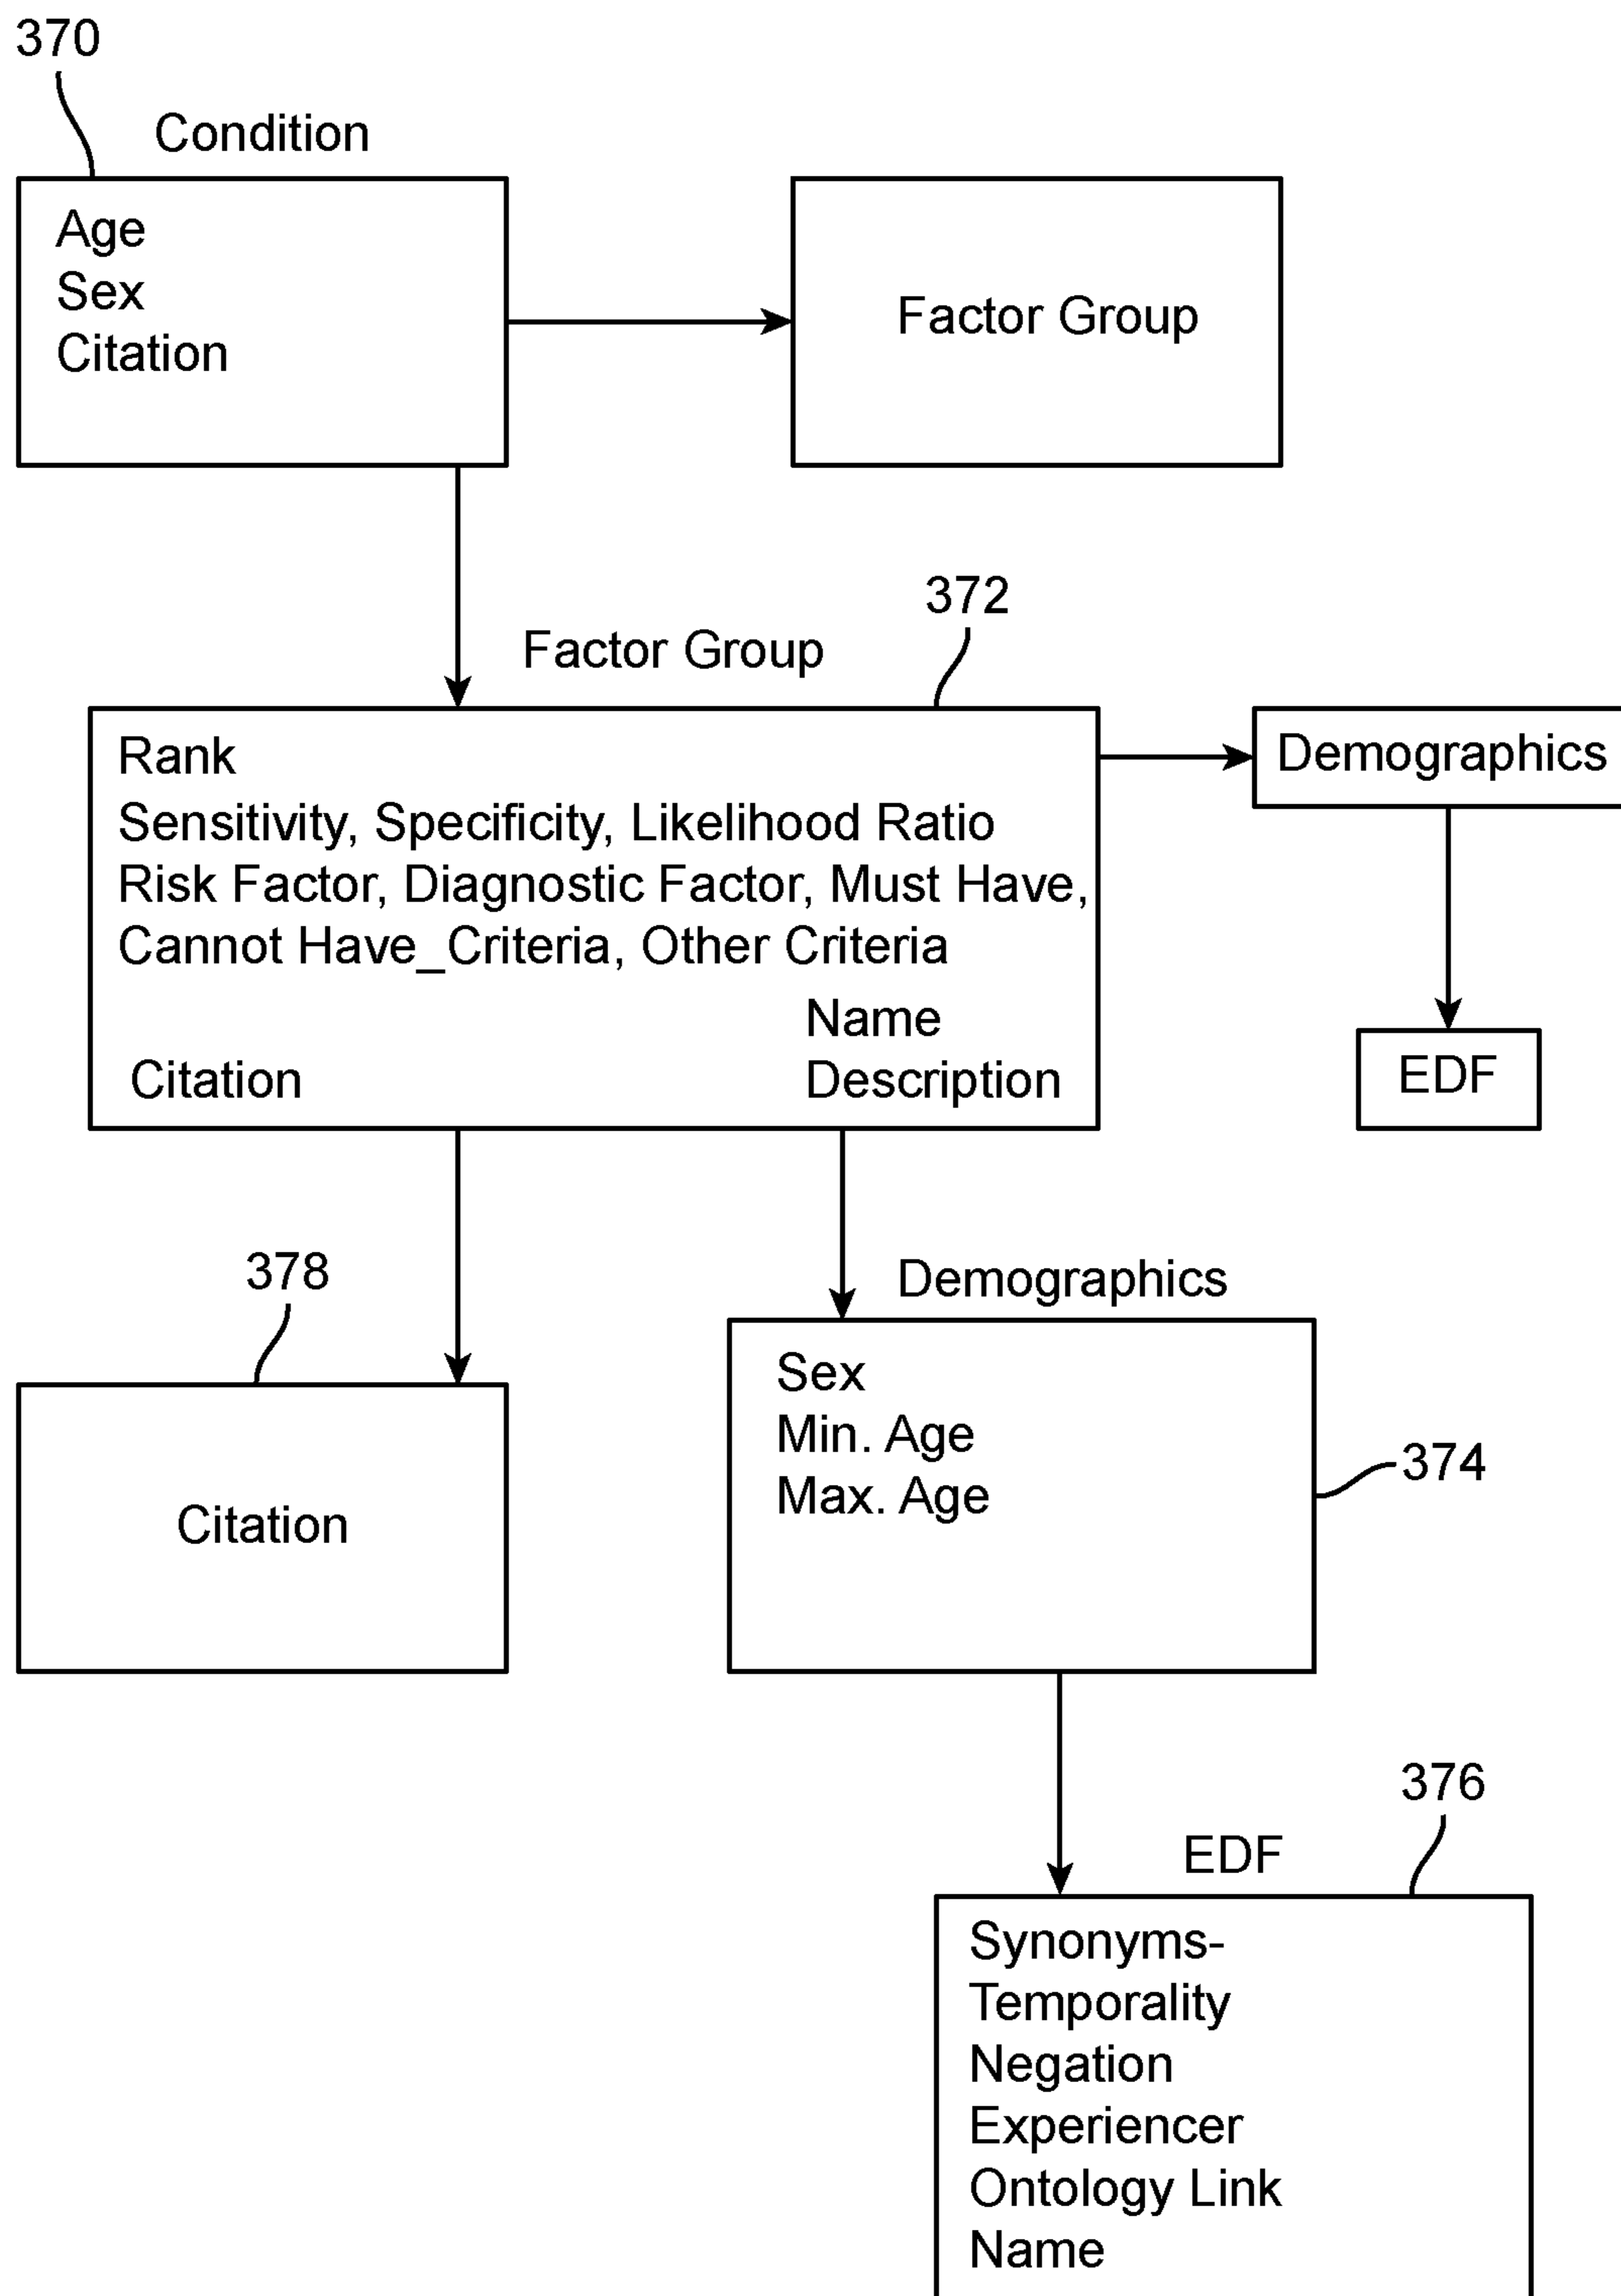 370
Condition
Age
Sex
Citation
Factor Group
372
Factor Group
Rank
Sensitivity, Specificity, Likelihood Ratio
Risk Factor, Diagnostic Factor, Must Have,
Cannot Have_Criteria, Other Criteria
Name
Citation
Description
Demographics
EDF
378
Citation
Demographics
Sex
Min. Age
Max. Age
374
376
EDF
Synonyms-
Temporality
Negation
Experiencer
Ontology Link
Name